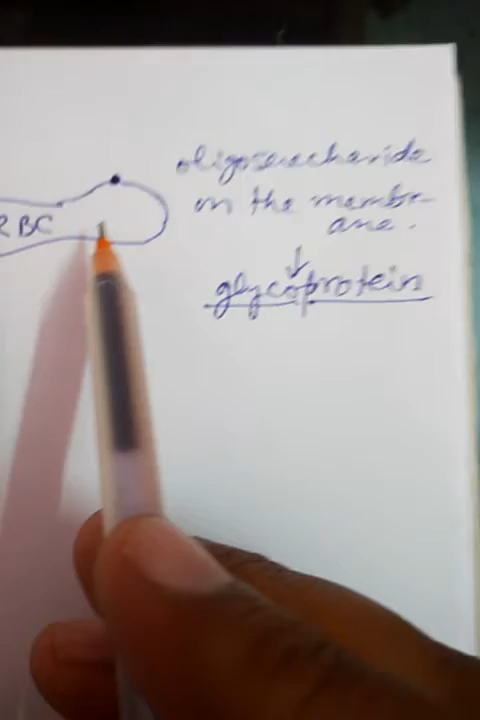 oligosaccharide
on the membr-
RBC
ane.
↓
glycoprotein